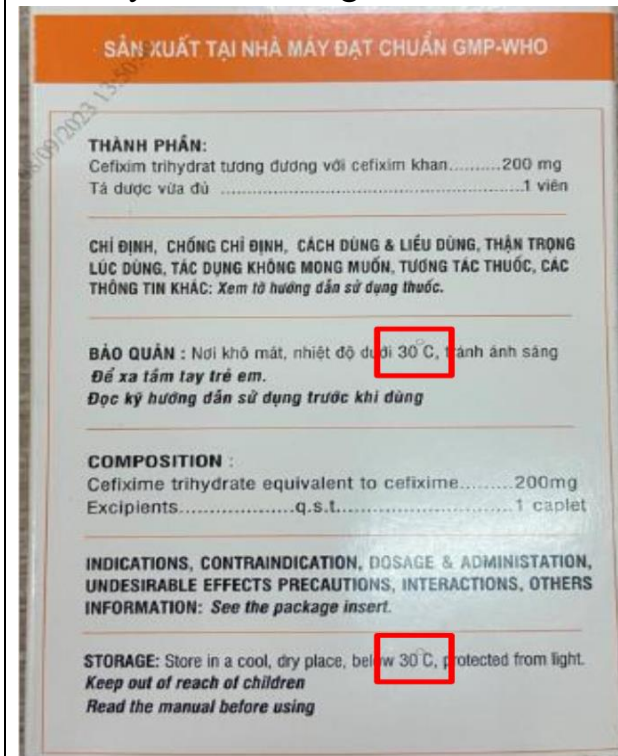 SẢN XUẤT TẠI NHÀ MÁY ĐẠT CHUẨN GMP-WHO
/09/2023 13:50:
THÀNH PHẦN:
Cefixim trihydrat tương đương với cefixim khan..........200 mg
Tá dược vừa đủ ......................................................1 viên
CHỈ ĐỊNH, CHỐNG CHỈ ĐỊNH, CÁCH DÙNG & LIỀU DÙNG, THẬN TRỌNG
LÚC DÙNG, TÁC DỤNG KHÔNG MONG MUỐN, TƯƠNG TÁC THUỐC, CÁC
THÔNG TIN KHÁC: Xem tờ hướng dẫn sử dụng thuốc.
BẢO QUẢN : Nơi khô mát, nhiệt độ dưới 30°C, tránh ánh sáng
Để xa tầm tay trẻ em.
Đọc kỹ hướng dẫn sử dụng trước khi dùng
COMPOSITION :
Cefixime trihydrate equivalent to cefixime.........200mg
Excipients...................q.s.t.............................1 caplet
INDICATIONS, CONTRAINDICATION, DOSAGE & ADMINISTATION,
UNDESIRABLE EFFECTS PRECAUTIONS, INTERACTIONS, OTHERS
INFORMATION: See the package insert.
STORAGE: Store in a cool, dry place, below 30°C, protected from light.
Keep out of reach of children
Read the manual before using